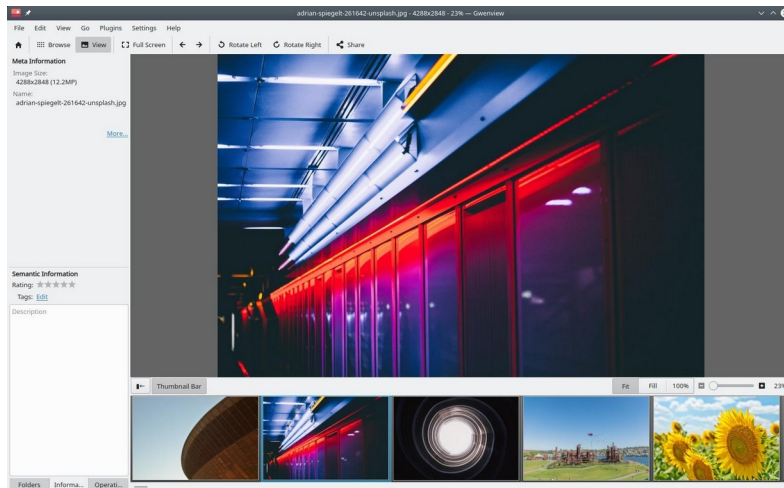 adrian-spiegelt-261642-unsplash.jpg - 4288x2848 - 23% — Gwenview
File Edit View Go Plugins Settings Help
Browse View Full Screen Rotate Left Rotate Right Share
Meta Information
Image Size:
4288x2848 (12.2MP)
Name:
adrian-spiegelt-261642-unsplash.jpg
More...
Semantic Information
Rating:
Tags: Edit
Description
Thumbnail Bar Fit Fill 100% 23%
Folders Informa... Operati...